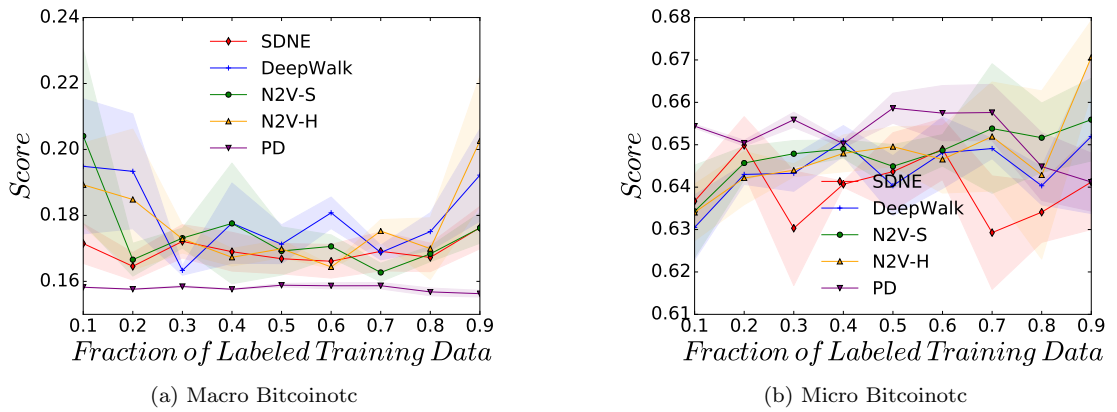 0.24
0.22
0.20
0.18
0.16
Score
SDNE
DeepWalk
N2V-S
N2V-H
PD
0.1 0.2 0.3 0.4 0.5 0.6 0.7 0.8 0.9
Fraction of Labeled Training Data
(a) Macro Bitcoinotc
0.68
0.67
0.66
0.65
0.64
0.63
0.62
0.61
Score
SDNE
DeepWalk
N2V-S
N2V-H
PD
0.1 0.2 0.3 0.4 0.5 0.6 0.7 0.8 0.9
Fraction of Labeled Training Data
(b) Micro Bitcoinotc